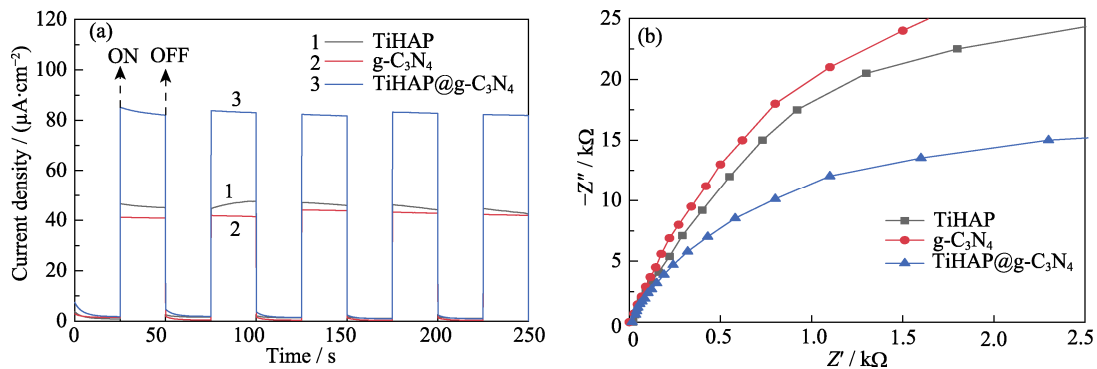 (a)
ON OFF
1 TiHAP
2 g-C₃N₄
3 TiHAP@g-C₃N₄
3
1
2
120
100
80
60
40
20
0
Current density / (μA·cm⁻²)
0 50 100 150 200 250
Time / s
(b)
25
20
15
10
5
0
−Z″ / kΩ
TiHAP
g-C₃N₄
TiHAP@g-C₃N₄
0 0.5 1.0 1.5 2.0 2.5
Z′ / kΩ